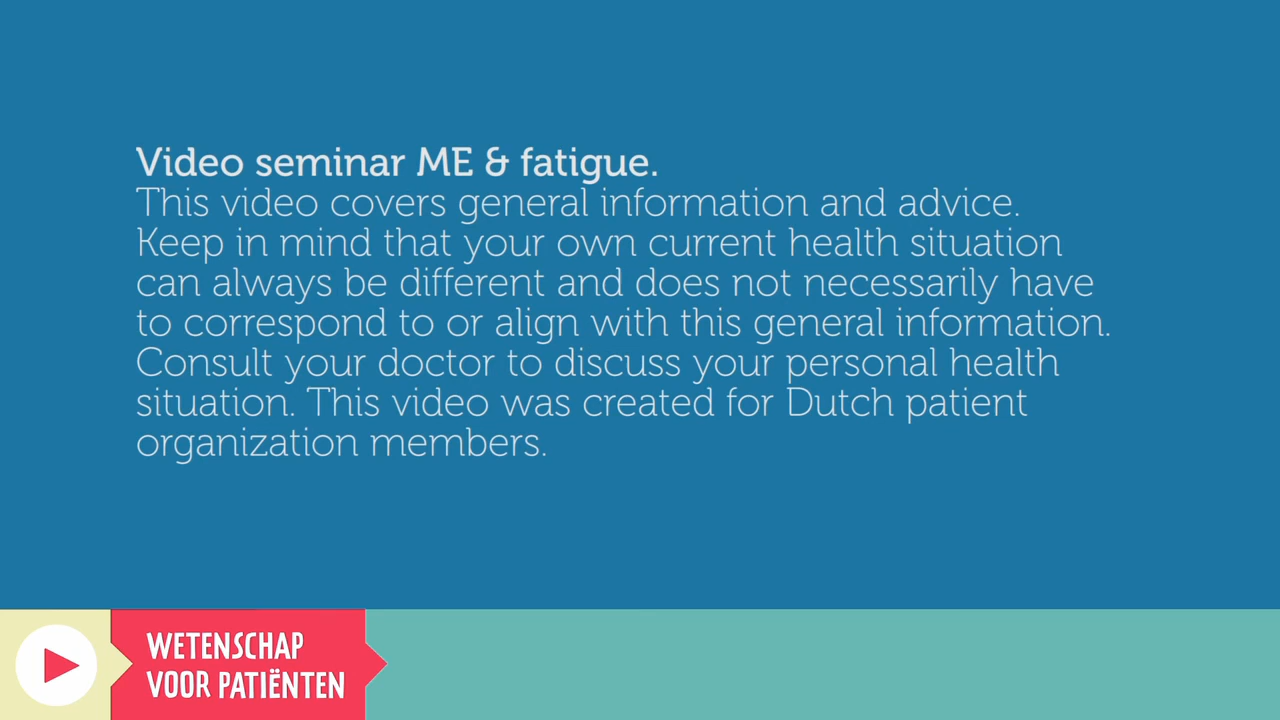 Video seminar ME & fatigue.
This video covers general information and advice.
Keep in mind that your own current health situation
can always be different and does not necessarily have
to correspond to or align with this general information.
Consult your doctor to discuss your personal health
situation. This video was created for Dutch patient
organization members.
WETENSCHAP
VOOR PATIËNTEN